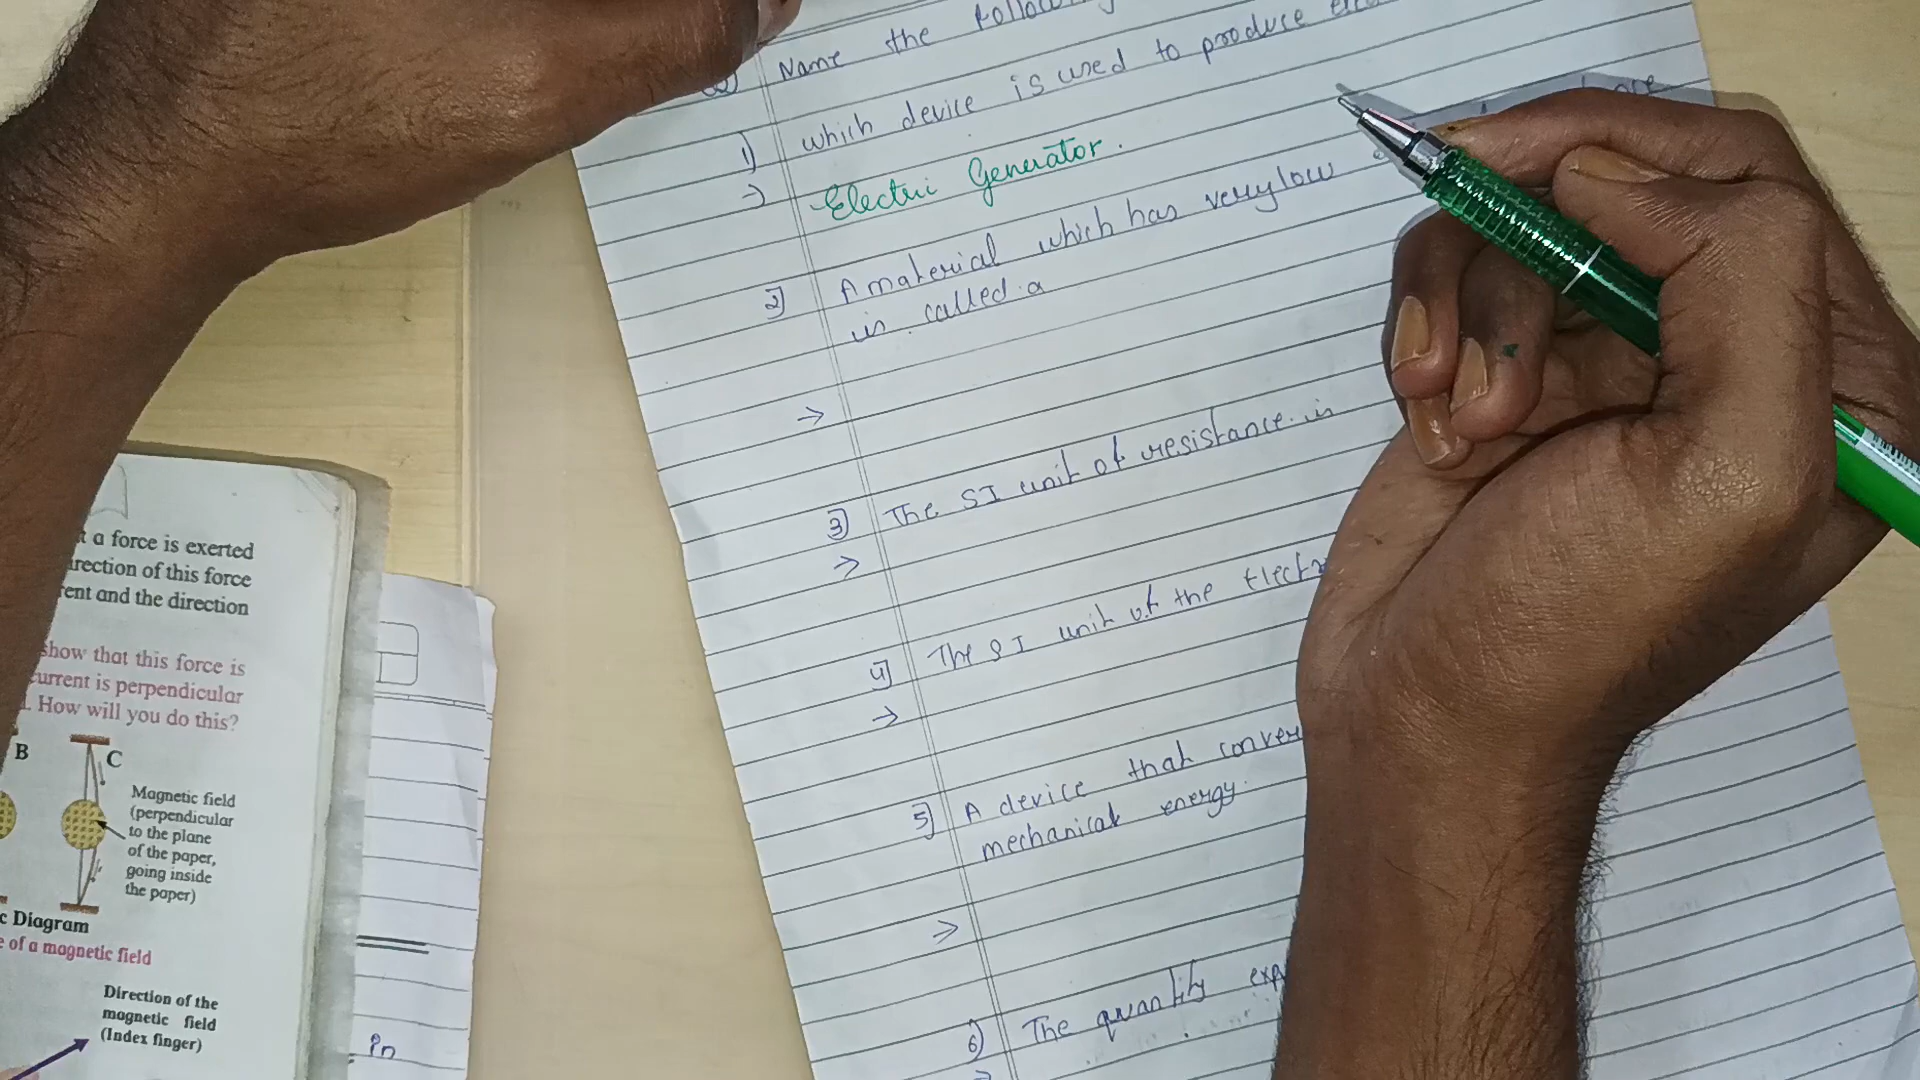 Name the following
1) which device is used to produce
→ Electric Generator.
2] A material which has very low
is called a
→
3] The SI unit of resistance is
→
4] The SI unit of the
→
5] A device that
mechanical energy.
→
6) The quantity
a force is exerted
direction of this force
and the direction
show that this force is
current is perpendicular
. How will you do this?
B
C
Magnetic field
(perpendicular
to the plane
of the paper,
going inside
the paper)
Diagram
of a magnetic field
Direction of the
magnetic field
(Index finger)
in